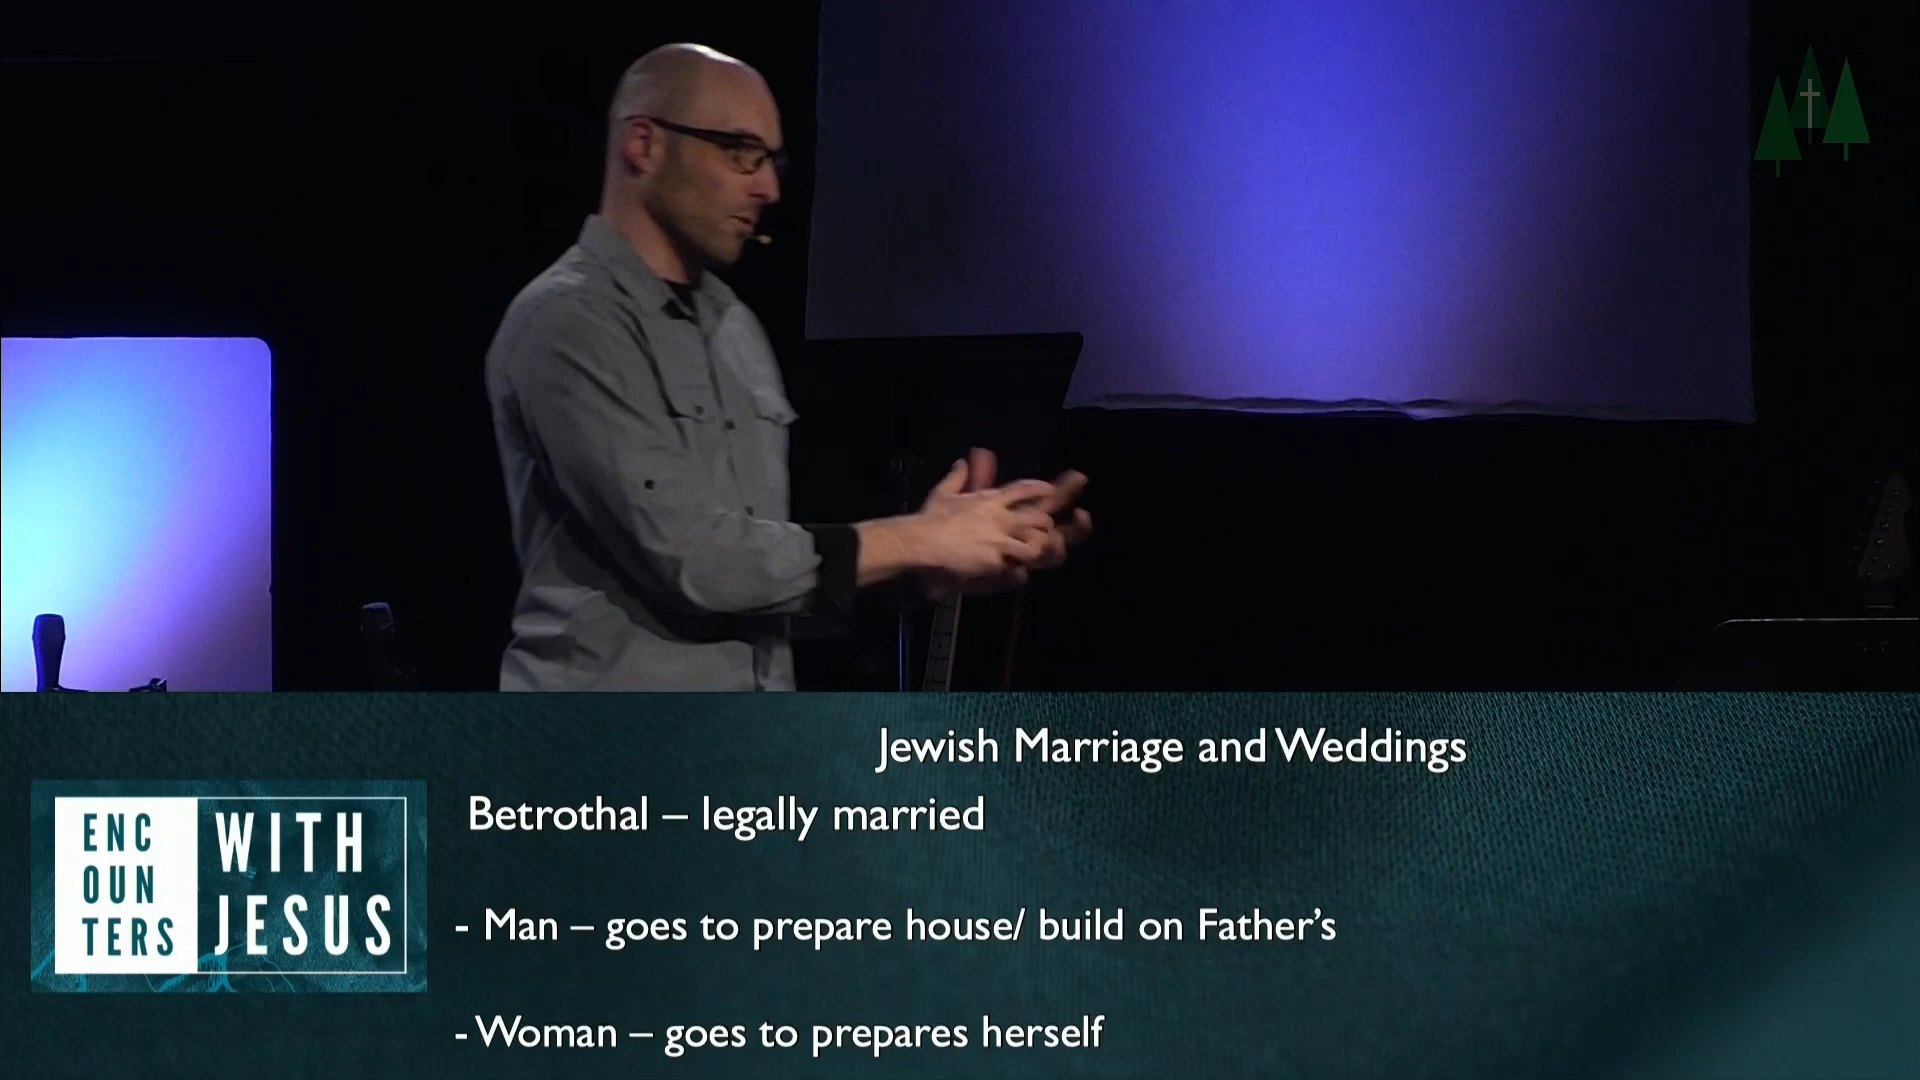 Jewish Marriage and Weddings
Betrothal – legally married
- Man – goes to prepare house/ build on Father's
- Woman – goes to prepares herself
ENC
OUN
TERS
WITH
JESUS